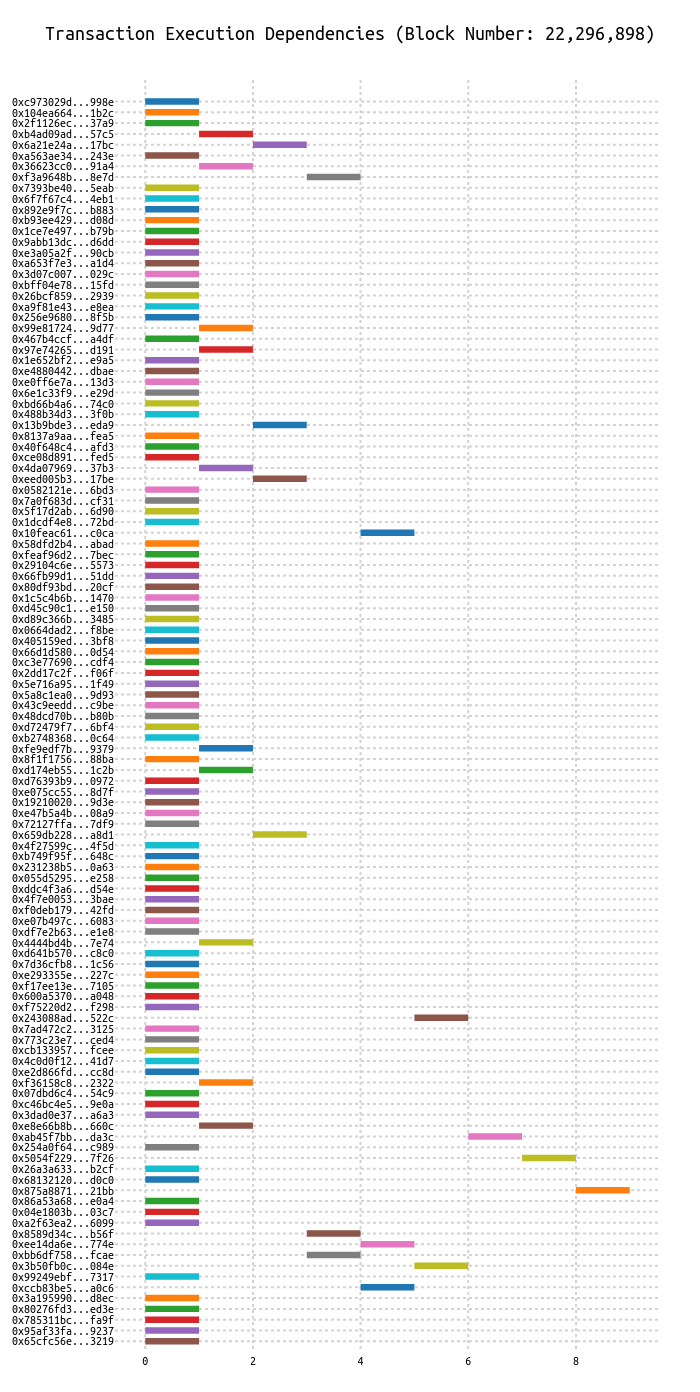 Transaction Execution Dependencies (Block Number: 22,296,898)
0xc973029d...998e
0x104ea664...1b2c
0x2f1126ec...37a9
0xb4ad09ad...57c5
0x6a21e24a...17bc
0xa563ae34...243e
0x36623cc0...91a4
0xf3a9648b...8e7d
0x7393be40...5eab
0x6f7f67c4...4eb1
0x892e9f7c...b883
0xb93ee429...d08d
0x1ce7e497...b79b
0x9abb13dc...d6dd
0xe3a05a2f...90cb
0xa653f7e3...a1d4
0x3d07c007...029c
0xbff04e78...15fd
0x26bcf859...2939
0xa9f81e43...e8ea
0x256e9680...8f5b
0x99e81724...9d77
0x467b4ccf...a4df
0x97e74265...d191
0x1e652bf2...e9a5
0xe4880442...dbae
0xe0ff6e7a...13d3
0x6e1c33f9...e29d
0xbd66b4a6...74c0
0x488b34d3...3f0b
0x13b9bde3...eda9
0x8137a9aa...fea5
0x40f648c4...afd3
0xce08d891...fed5
0x4da07969...37b3
0xeed005b3...17be
0x0582121e...6bd3
0x7a0f683d...cf31
0x5f17d2ab...6d90
0x1dcdf4e8...72bd
0x10feac61...c0ca
0x58dfd2b4...abad
0xfeaf96d2...7bec
0x29104c6e...5573
0x66fb99d1...51dd
0x80df93bd...20cf
0x1c5c4b6b...1470
0xd45c90c1...e150
0xd89c366b...3485
0x0664dad2...f8be
0x405159ed...3bf8
0x66d1d580...0d54
0xc3e77690...cdf4
0x2dd17c2f...f06f
0x5e716a95...1f49
0x5a8c1ea0...9d93
0x43c9eedd...c9be
0x48dcd70b...b80b
0xd72479f7...6bf4
0xb2748368...0c64
0xfe9edf7b...9379
0x8f1f1756...88ba
0xd174eb55...1c2b
0xd76393b9...0972
0xe075cc55...8d7f
0x19210020...9d3e
0xe47b5a4b...08a9
0x72127ffa...7df9
0x659db228...a8d1
0x4f27599c...4f5d
0xb749f95f...648c
0x231238b5...0a63
0x055d5295...e258
0xddc4f3a6...d54e
0x4f7e0053...3bae
0xf0deb179...42fd
0xe07b497c...6083
0xdf7e2b63...e1e8
0x4444bd4b...7e74
0xd641b570...c8c0
0x7d36cfb8...1c56
0xe293355e...227c
0xf17ee13e...7105
0x600a5370...a048
0xf75220d2...f298
0x243088ad...522c
0x7ad472c2...3125
0x773c23e7...ced4
0xcb133957...fcee
0x4c0d0f12...41d7
0xe2d866fd...cc8d
0xf36158c8...2322
0x07dbd6c4...54c9
0xc46bc4e5...9e0a
0x3dad0e37...a6a3
0xe8e66b8b...660c
0xab45f7bb...da3c
0x254a0f64...c989
0x5054f229...7f26
0x26a3a633...b2cf
0x68132120...d0c0
0x875a8871...21bb
0x86a53a68...e0a4
0x04e1803b...03c7
0xa2f63ea2...6099
0x8589d34c...b56f
0xee14da6e...774e
0xbb6df758...fcae
0x3b50fb0c...084e
0x99249ebf...7317
0xccb83be5...a0c6
0x3a195990...d8ec
0x80276fd3...ed3e
0x785311bc...fa9f
0x95af33fa...9237
0x65cfc56e...3219
0 2 4 6 8